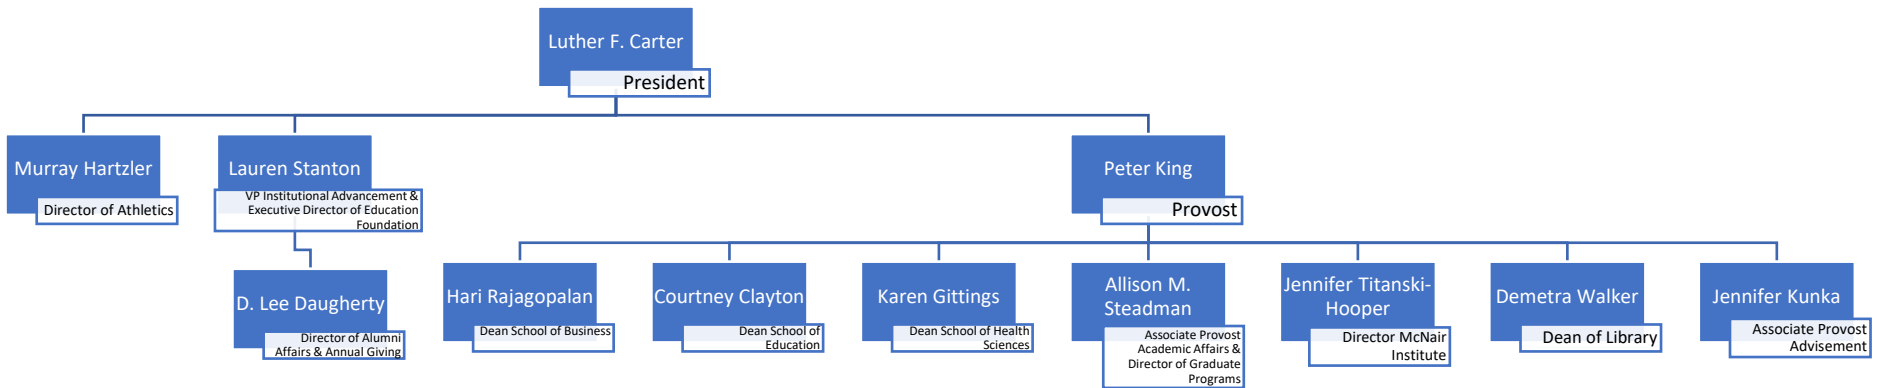 Luther F. Carter
President
Murray Hartzler
Director of Athletics
Lauren Stanton
VP Institutional Advancement &
Executive Director of Education
Foundation
Peter King
Provost
D. Lee Daugherty
Director of Alumni
Affairs & Annual Giving
Hari Rajagopalan
Dean School of Business
Courtney Clayton
Dean School of
Education
Karen Gittings
Dean School of Health
Sciences
Allison M.
Steadman
Associate Provost
Academic Affairs &
Director of Graduate
Programs
Jennifer Titanski-
Hooper
Director McNair
Institute
Demetra Walker
Dean of Library
Jennifer Kunka
Associate Provost
Advisement